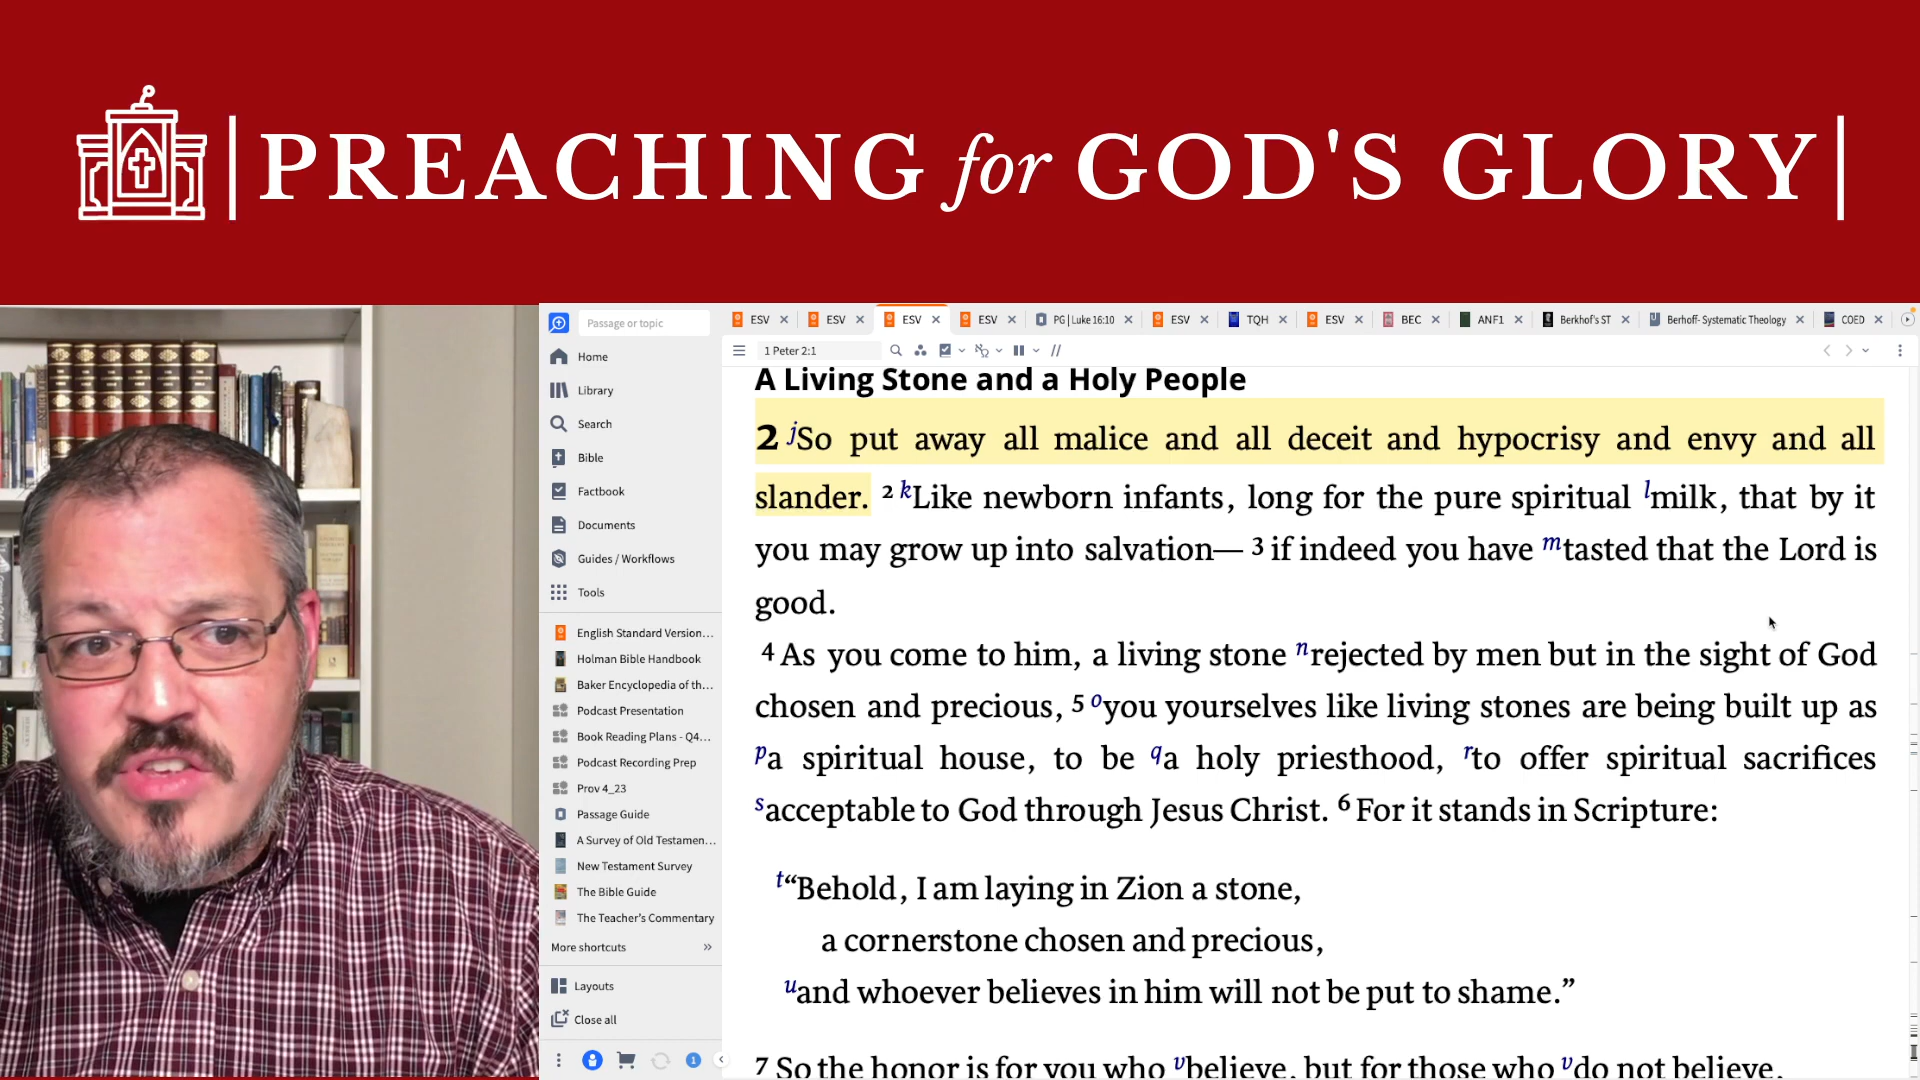 PREACHING for GOD'S GLORY
Passage or topic
Home
Library
Search
Bible
Factbook
Documents
Guides / Workflows
Tools
English Standard Version...
Holman Bible Handbook
Baker Encyclopedia of th...
Podcast Presentation
Book Reading Plans - Q4...
Podcast Recording Prep
Prov 4_23
Passage Guide
A Survey of Old Testamen...
New Testament Survey
The Bible Guide
The Teacher's Commentary
More shortcuts
Layouts
Close all
1
ESV ESV ESV ESV PG | Luke 16:10 ESV TQH ESV BEC ANF1 Berkhof's ST Berhoff- Systematic Theology COED
1 Peter 2:1
A Living Stone and a Holy People
2 jSo put away all malice and all deceit and hypocrisy and envy and all
slander. 2 kLike newborn infants, long for the pure spiritual lmilk, that by it
you may grow up into salvation— 3 if indeed you have mtasted that the Lord is
good.
4 As you come to him, a living stone nrejected by men but in the sight of God
chosen and precious, 5 oyou yourselves like living stones are being built up as
pa spiritual house, to be qa holy priesthood, rto offer spiritual sacrifices
sacceptable to God through Jesus Christ. 6 For it stands in Scripture:
t“Behold, I am laying in Zion a stone,
a cornerstone chosen and precious,
uand whoever believes in him will not be put to shame.”
7 So the honor is for you who vbelieve, but for those who vdo not believe,